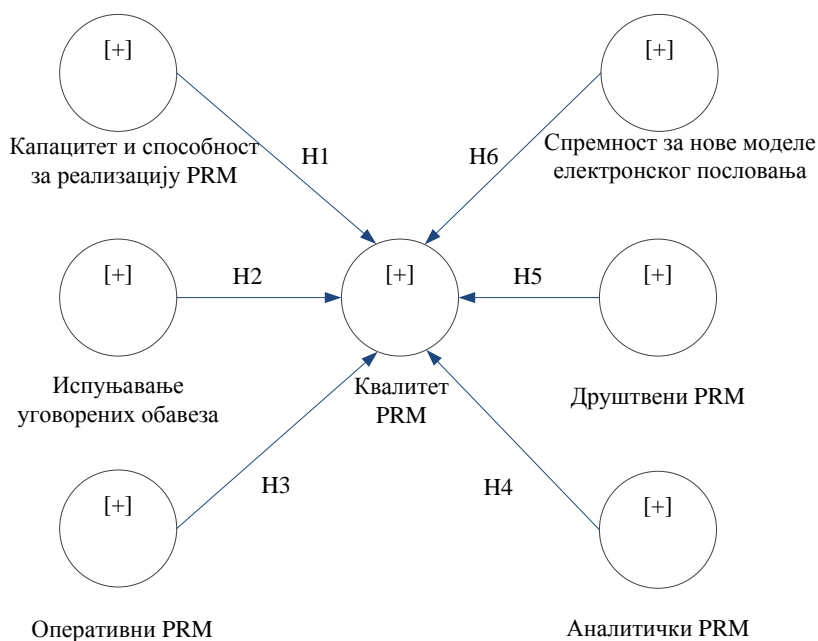 [+]
[+]
Капацитет и способност
за реализацију PRM
H1
H6
Спремност за нове моделе
електронског пословања
[+]
H2
[+]
H5
[+]
Испуњавање
уговорених обавеза
Квалитет
PRM
Друштвени PRM
[+]
H3
H4
[+]
Оперативни PRM
Аналитички PRM